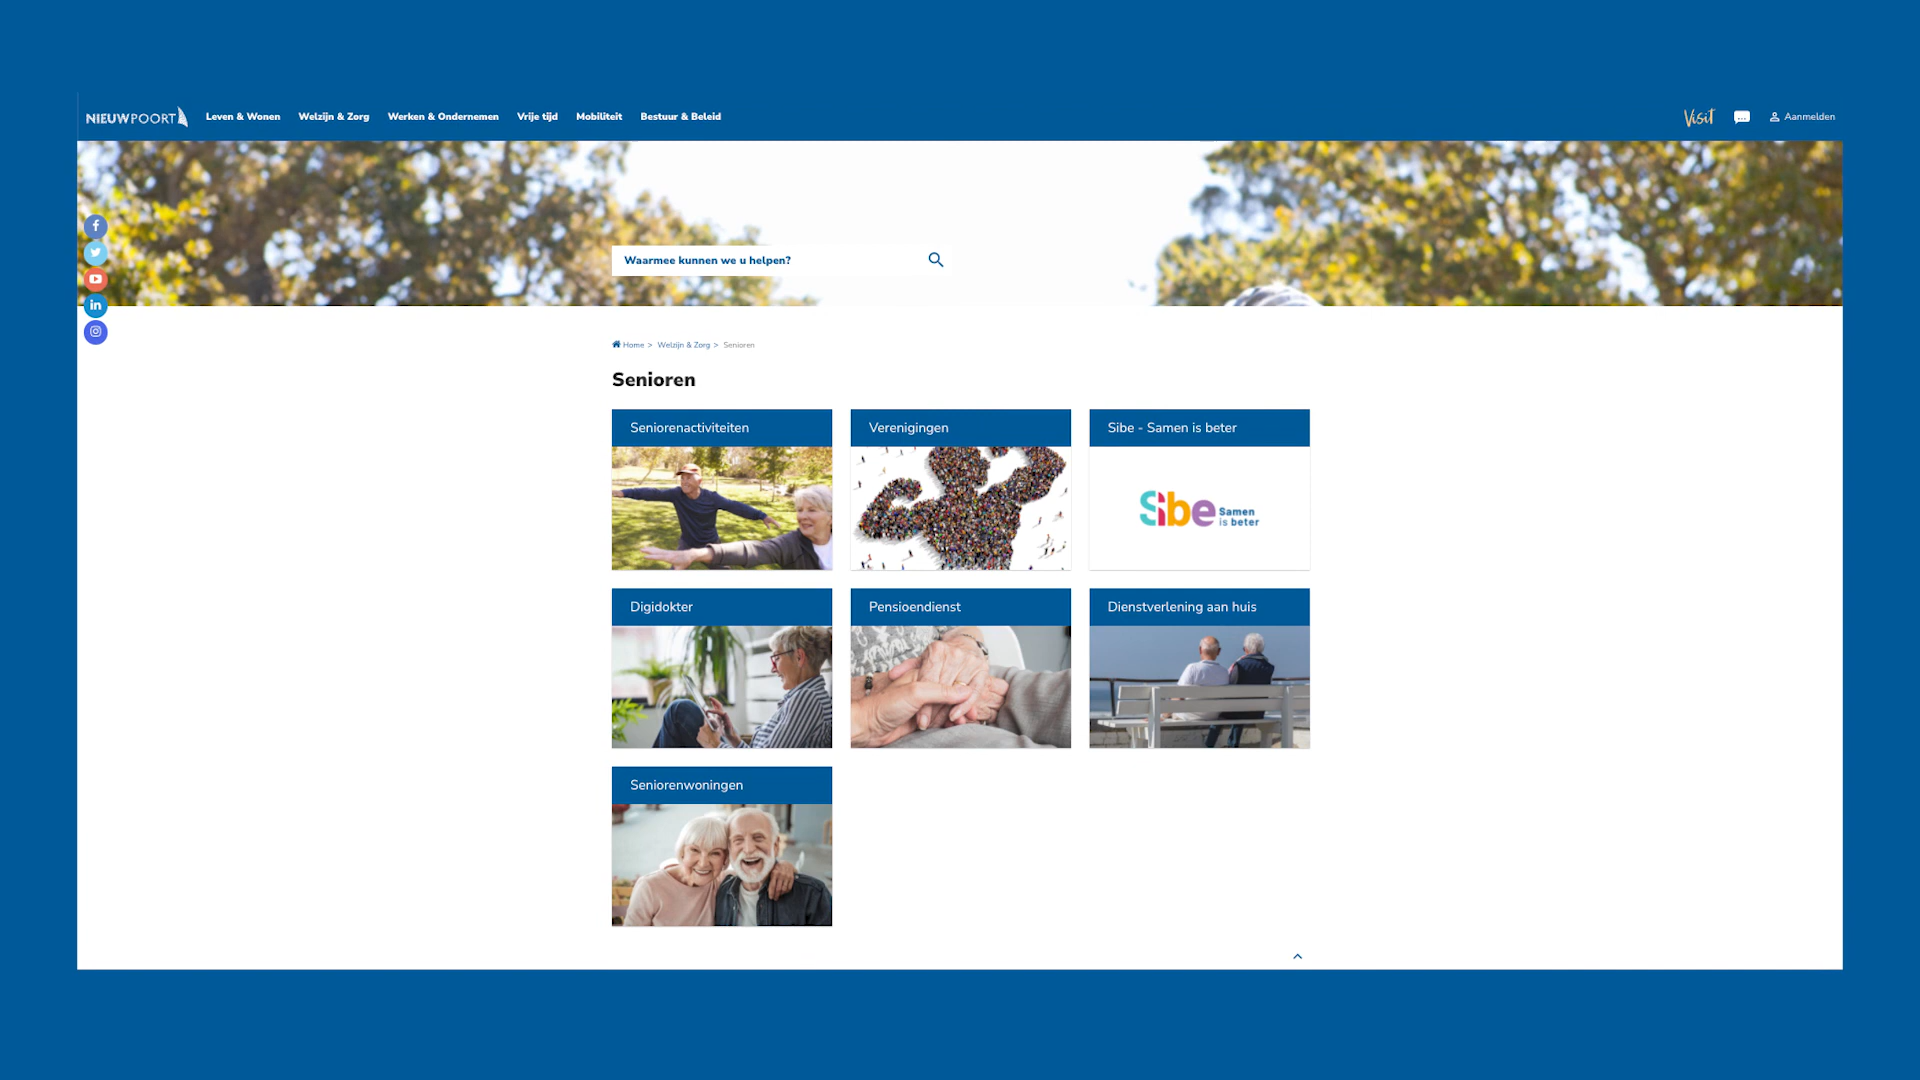 NIEUWPOORT Leven & Wonen Welzijn & Zorg Werken & Ondernemen Vrije tijd Mobiliteit Bestuur & Beleid Visit Aanmelden
Waarmee kunnen we u helpen?
Home > Welzijn & Zorg > Senioren
Senioren
Seniorenactiviteiten
Verenigingen
Sibe - Samen is beter
Sibe Samen
is beter
Digidokter
Pensioendienst
Dienstverlening aan huis
Seniorenwoningen